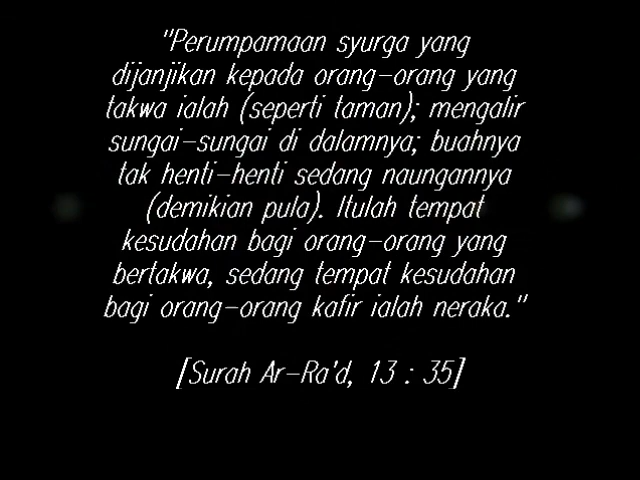 "Perumpamaan syurga yang
dijanjikan kepada orang-orang yang
takwa ialah (seperti taman); mengalir
sungai-sungai di dalamnya; buahnya
tak henti-henti sedang naungannya
(demikian pula). Itulah tempat
kesudahan bagi orang-orang yang
bertakwa, sedang tempat kesudahan
bagi orang-orang kafir ialah neraka."
[Surah Ar-Ra'd, 13 : 35]